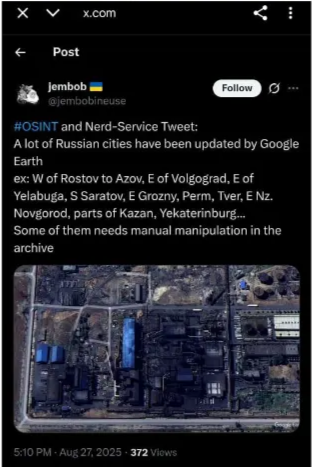 x.com
Post
jembob 🇺🇦
@jembobineuse
Follow
#OSINT and Nerd-Service Tweet:
A lot of Russian cities have been updated by Google
Earth
ex: W of Rostov to Azov, E of Volgograd, E of
Yelabuga, S Saratov, E Grozny, Perm, Tver, E Nz.
Novgorod, parts of Kazan, Yekaterinburg...
Some of them needs manual manipulation in the
archive
Google
5:10 PM · Aug 27, 2025 · 372 Views